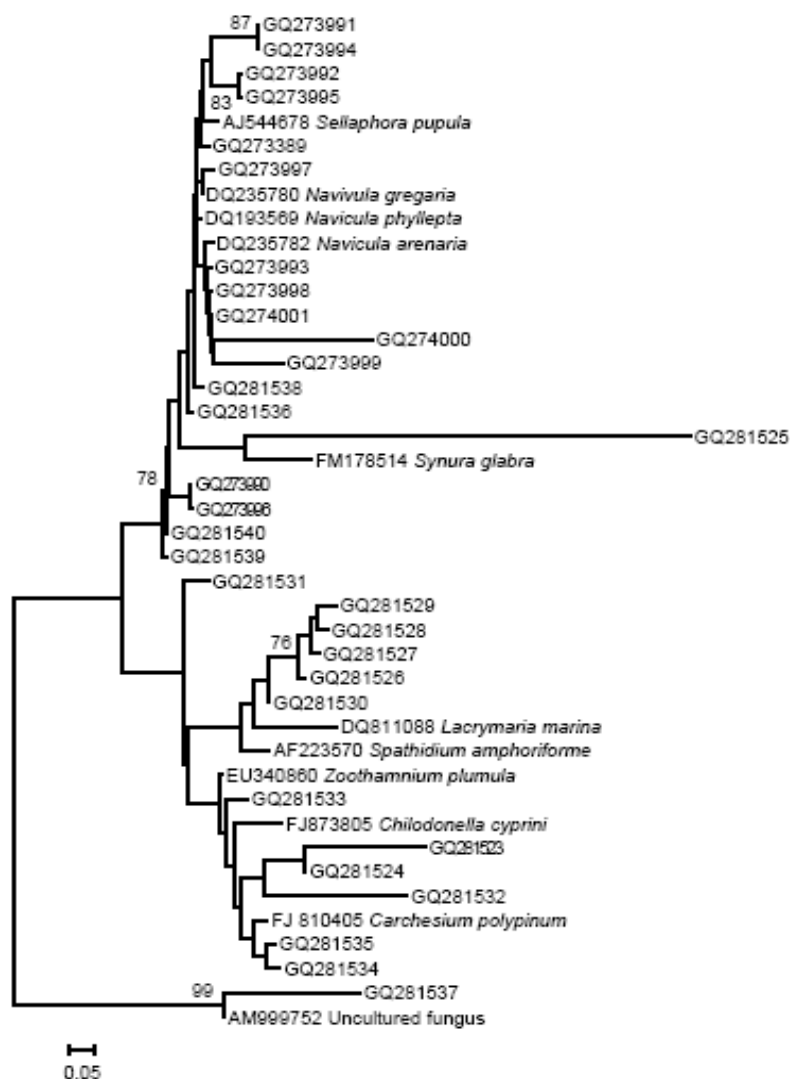 87 GQ273991
GQ273994
GQ273992
83 GQ273995
AJ544678 Sellaphora pupula
GQ273389
GQ273997
DQ235780 Navivula gregaria
DQ193569 Navicula phyllepta
DQ235782 Navicula arenaria
GQ273993
GQ273998
GQ274001
GQ274000
GQ273999
GQ281538
GQ281536
GQ281525
FM178514 Synura glabra
78 GQ273990
GQ273996
GQ281540
GQ281539
GQ281531
GQ281529
GQ281528
76 GQ281527
GQ281526
GQ281530
DQ811088 Lacrymaria marina
AF223570 Spathidium amphoriforme
EU340860 Zoothamnium plumula
GQ281533
FJ873805 Chilodonella cyprini
GQ281523
GQ281524
GQ281532
FJ 810405 Carchesium polypinum
GQ281535
GQ281534
99 GQ281537
AM999752 Uncultured fungus
0.05